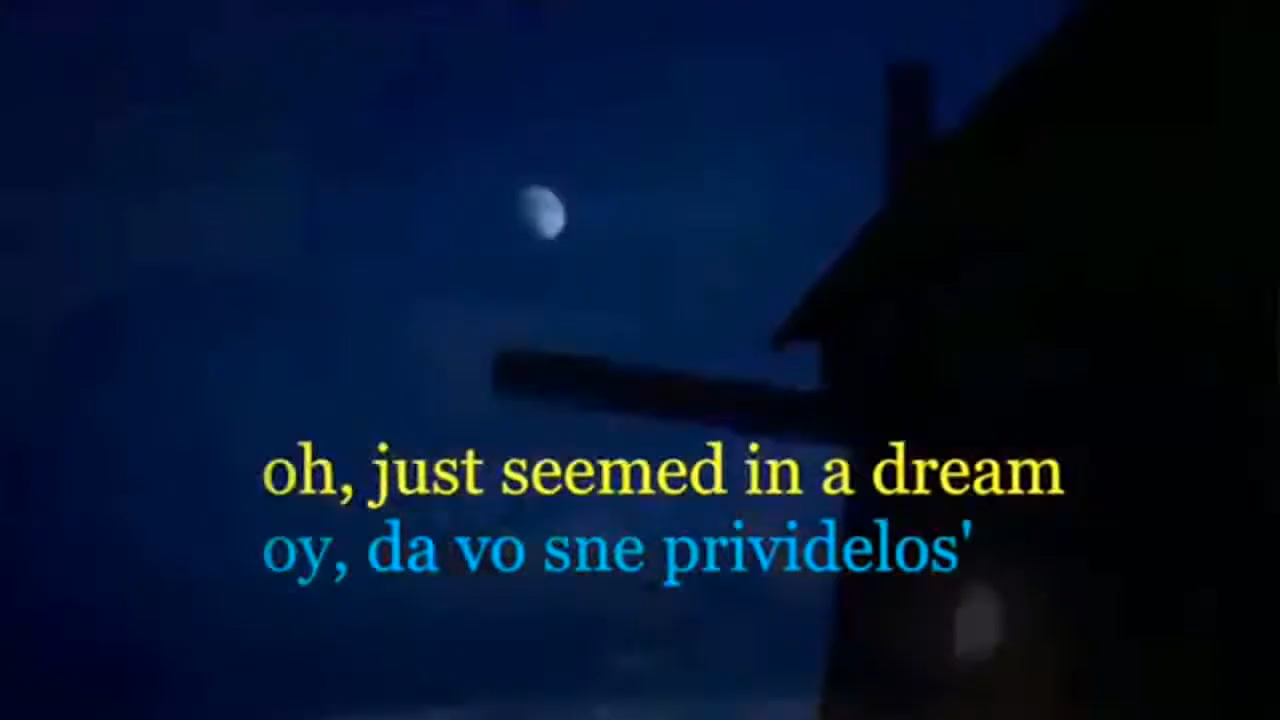 oh, just seemed in a dream
oy, da vo sne prividelos'